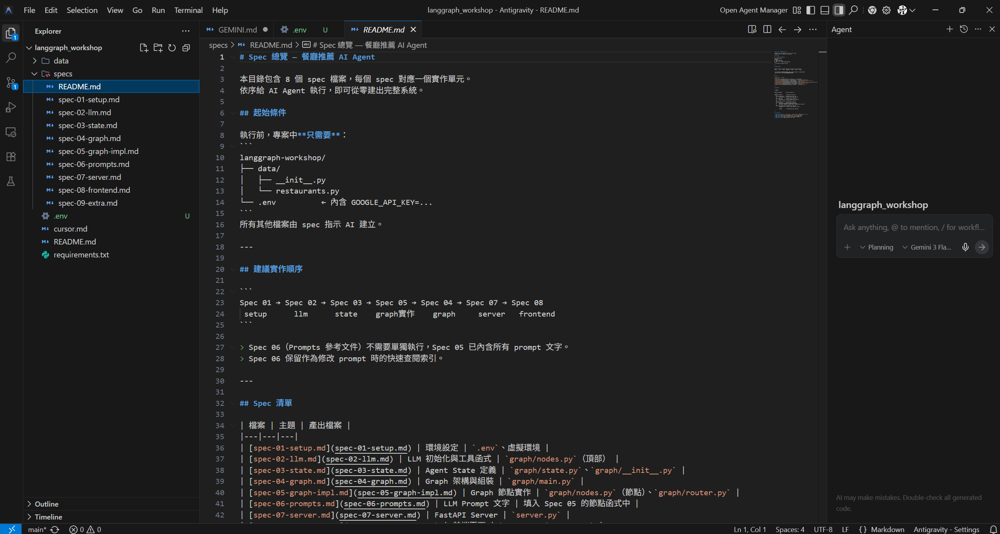 File Edit Selection View Go Run Terminal Help
langgraph_workshop - Antigravity - README.md
Open Agent Manager
Explorer
langgraph_workshop
data
specs
README.md
spec-01-setup.md
spec-02-llm.md
spec-03-state.md
spec-04-graph.md
spec-05-graph-impl.md
spec-06-prompts.md
spec-07-server.md
spec-08-frontend.md
spec-09-extra.md
.env U
cursor.md
README.md
requirements.txt
Outline
Timeline
GEMINI.md .env U README.md
specs > README.md > # Spec 總覽 — 餐廳推薦 AI Agent
1 # Spec 總覽 — 餐廳推薦 AI Agent
2
3 本目錄包含 8 個 spec 檔案，每個 spec 對應一個實作單元。
4 依序給 AI Agent 執行，即可從零建出完整系統。
5
6 ## 起始條件
7
8 執行前，專案中**只需要**：
9 ```
10 langgraph-workshop/
11 ├── data/
12 │   ├── __init__.py
13 │   └── restaurants.py
14 └── .env          ← 內含 GOOGLE_API_KEY=...
15 ```
16 所有其他檔案由 spec 指示 AI 建立。
17
18 ---
19
20 ## 建議實作順序
21
22 ```
23 Spec 01 → Spec 02 → Spec 03 → Spec 05 → Spec 04 → Spec 07 → Spec 08
24  setup      llm      state    graph實作    graph     server   frontend
25 ```
26
27 > Spec 06（Prompts 參考文件）不需要單獨執行，Spec 05 已內含所有 prompt 文字。
28 > Spec 06 保留作為修改 prompt 時的快速查閱索引。
29
30 ---
31
32 ## Spec 清單
33
34 | 檔案 | 主題 | 產出檔案 |
35 |---|---|---|
36 | [spec-01-setup.md](spec-01-setup.md) | 環境設定 | `.env`、虛擬環境 |
37 | [spec-02-llm.md](spec-02-llm.md) | LLM 初始化與工具函式 | `graph/nodes.py`（頂部） |
38 | [spec-03-state.md](spec-03-state.md) | Agent State 定義 | `graph/state.py`、`graph/__init__.py` |
39 | [spec-04-graph.md](spec-04-graph.md) | Graph 架構與組裝 | `graph/main.py` |
40 | [spec-05-graph-impl.md](spec-05-graph-impl.md) | Graph 節點實作 | `graph/nodes.py`（節點）、`graph/router.py` |
41 | [spec-06-prompts.md](spec-06-prompts.md) | LLM Prompt 文字 | 填入 Spec 05 的節點函式中 |
42 | [spec-07-server.md](spec-07-server.md) | FastAPI Server | `server.py` |
Agent
langgraph_workshop
Ask anything, @ to mention, / for workfl...
Planning Gemini 3 Fla...
AI may make mistakes. Double-check all generated
code.
main* 0 0
Ln 1, Col 1 Spaces: 4 UTF-8 LF {} Markdown Antigravity - Settings